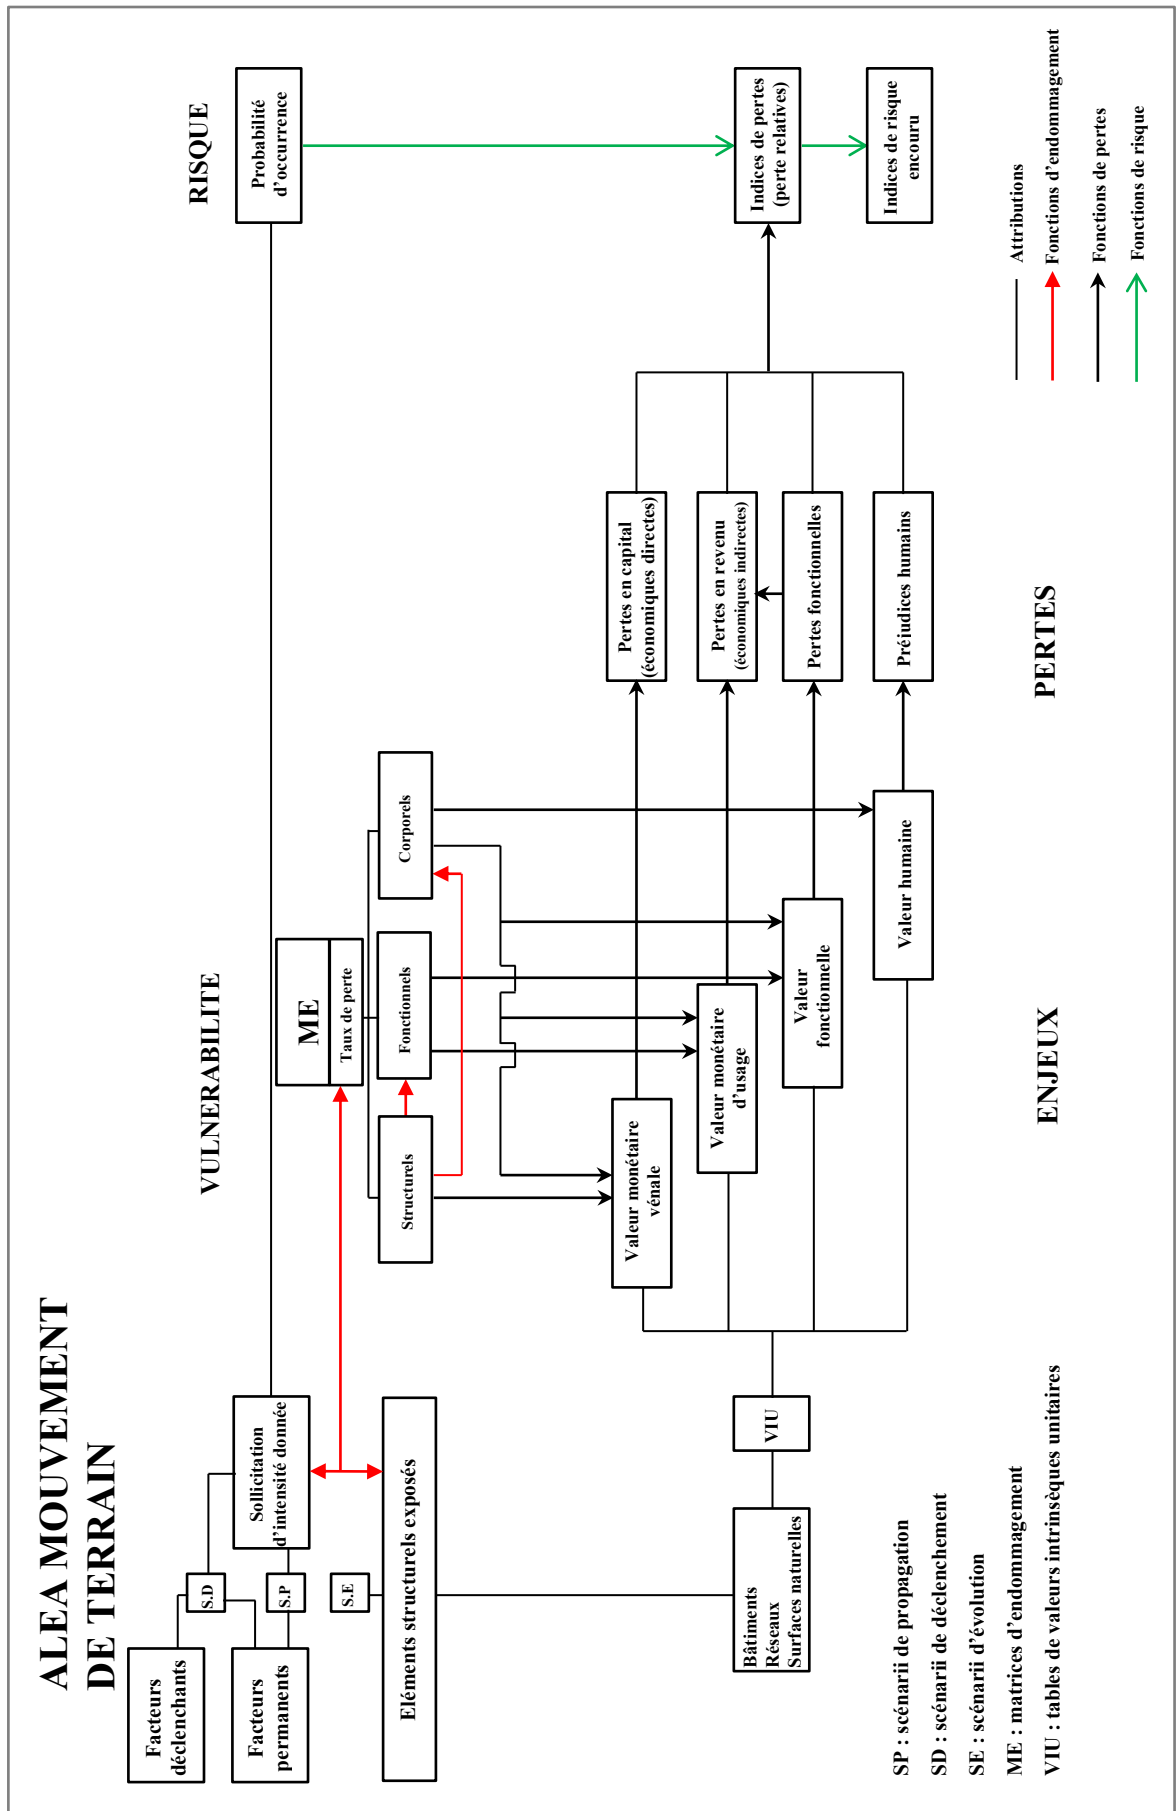 ALEA MOUVEMENT
DE TERRAIN
VULNERABILITE
RISQUE
Facteurs
déclenchants
Facteurs
permanents
S.D
S.P
S.E
Sollicitation
d'intensité donnée
Eléments structurels exposés
ME
Taux de perte
Structurels
Fonctionnels
Corporels
Probabilité
d'occurrence
Bâtiments
Réseaux
Surfaces naturelles
VIU
Valeur monétaire
vénale
Valeur monétaire
d'usage
Valeur
fonctionnelle
Valeur humaine
Pertes en capital
(économiques directes)
Pertes en revenu
(économiques indirectes)
Pertes fonctionnelles
Préjudices humains
Indices de pertes
(perte relatives)
Indices de risque
encouru
ENJEUX
PERTES
SP : scénarii de propagation
SD : scénarii de déclenchement
SE : scénarii d'évolution
ME : matrices d'endommagement
VIU : tables de valeurs intrinsèques unitaires
Attributions
Fonctions d'endommagement
Fonctions de pertes
Fonctions de risque